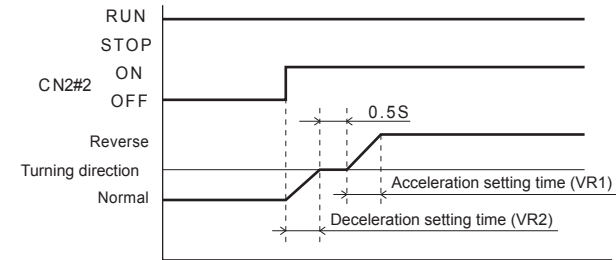 RUN
STOP
CN2#2
ON
OFF
0.5S
Reverse
Turning direction
Acceleration setting time (VR1)
Normal
Deceleration setting time (VR2)